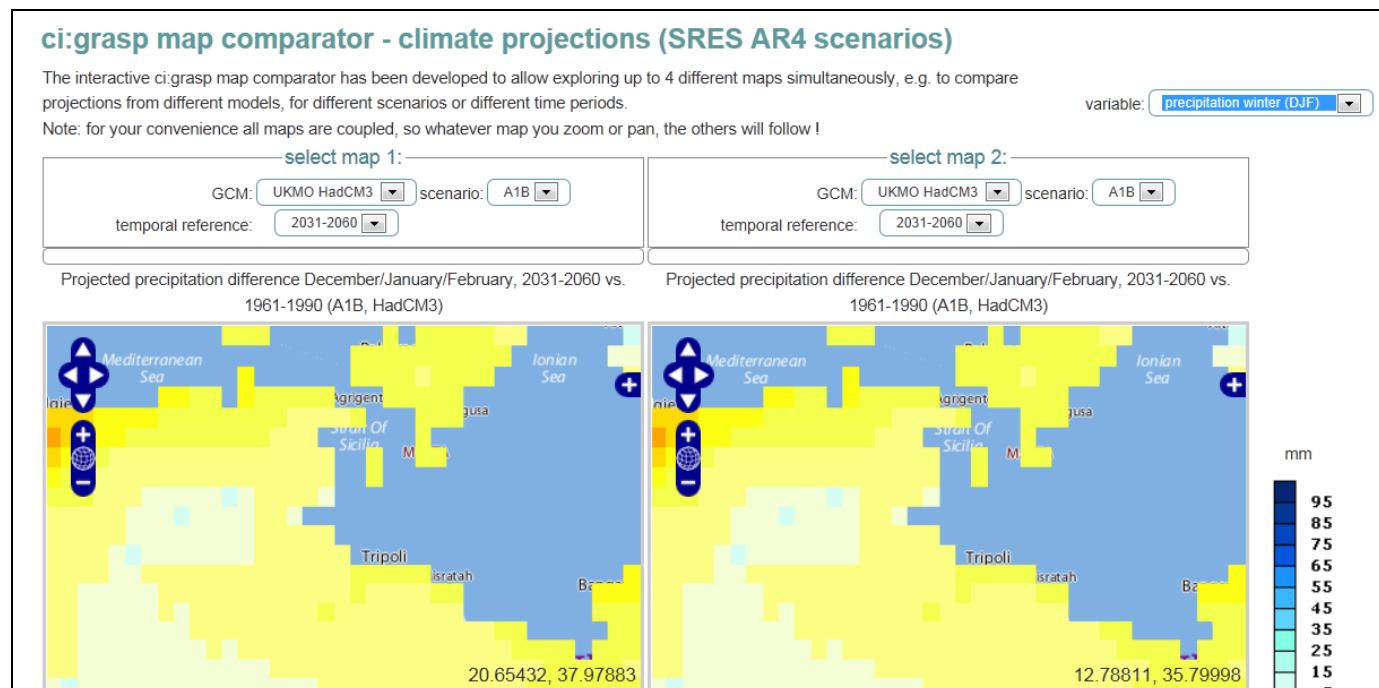 ci:grasp map comparator - climate projections (SRES AR4 scenarios)
The interactive ci:grasp map comparator has been developed to allow exploring up to 4 different maps simultaneously, e.g. to compare
projections from different models, for different scenarios or different time periods.
variable: precipitation winter (DJF)
Note: for your convenience all maps are coupled, so whatever map you zoom or pan, the others will follow !
select map 1:
GCM: UKMO HadCM3 scenario: A1B
temporal reference: 2031-2060
select map 2:
GCM: UKMO HadCM3 scenario: A1B
temporal reference: 2031-2060
Projected precipitation difference December/January/February, 2031-2060 vs.
1961-1990 (A1B, HadCM3)
Projected precipitation difference December/January/February, 2031-2060 vs.
1961-1990 (A1B, HadCM3)
Mediterranean
Sea
Ionian
Sea
Agrigent
gusa
Strait Of
Sicilia
Tripoli
isratah
20.65432, 37.97883
Mediterranean
Sea
Ionian
Sea
Agrigent
gusa
Strait Of
Sicilia
Tripoli
isratah
12.78811, 35.79998
mm
95
85
75
65
55
45
35
25
15